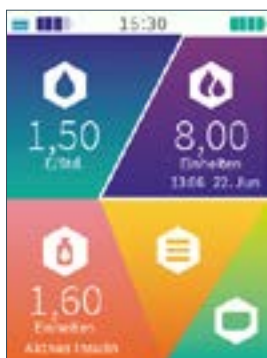 15:30
1,50
E/Std
8,00
Einheiten
13:06 22. Jun
1,60
Einheiten
Aktives Insulin